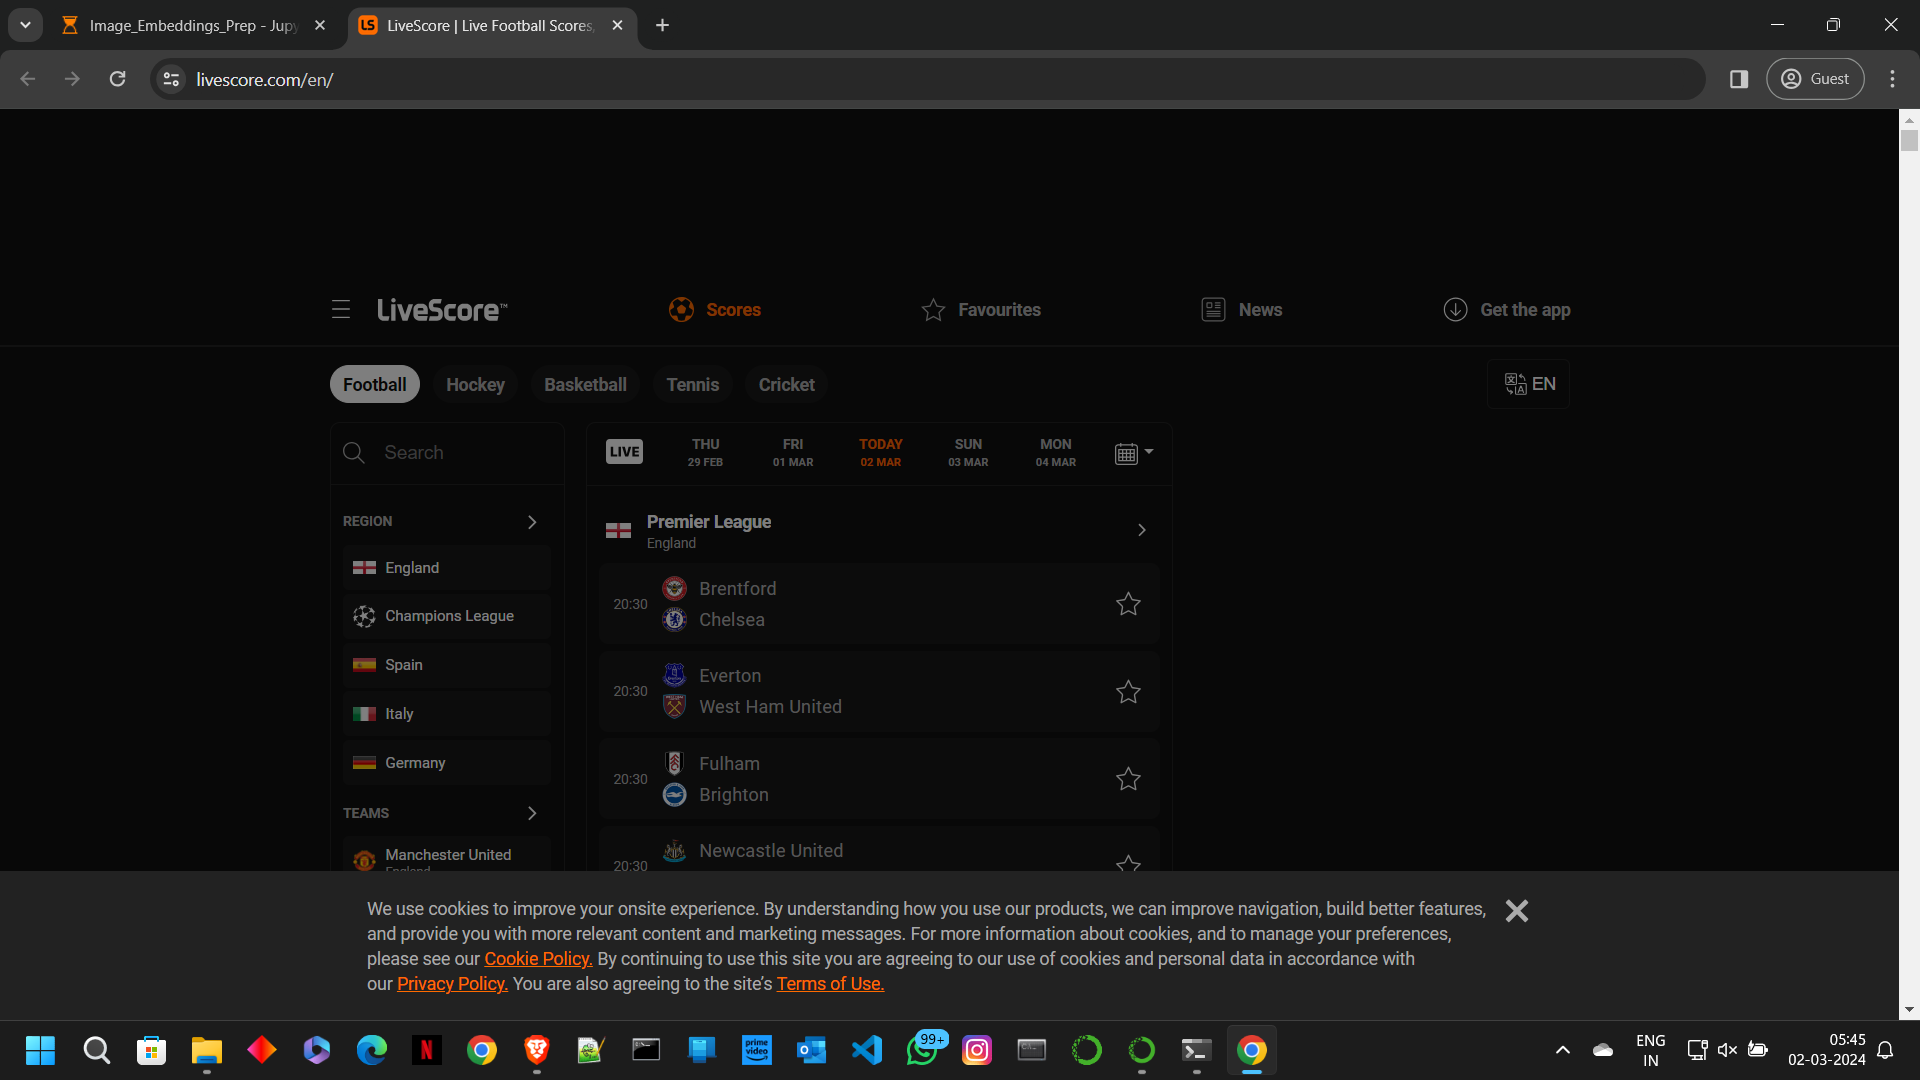 Image_Embeddings_Prep - Jupy
LiveScore | Live Football Scores,
livescore.com/en/
Guest
LiveScore™
Scores
Favourites
News
Get the app
Football
Hockey
Basketball
Tennis
Cricket
EN
Search
LIVE
THU
29 FEB
FRI
01 MAR
TODAY
02 MAR
SUN
03 MAR
MON
04 MAR
REGION
England
Champions League
Spain
Italy
Germany
TEAMS
Manchester United
England
Premier League
England
20:30
Brentford
Chelsea
20:30
Everton
West Ham United
20:30
Fulham
Brighton
20:30
Newcastle United
We use cookies to improve your onsite experience. By understanding how you use our products, we can improve navigation, build better features,
and provide you with more relevant content and marketing messages. For more information about cookies, and to manage your preferences,
please see our Cookie Policy. By continuing to use this site you are agreeing to our use of cookies and personal data in accordance with
our Privacy Policy. You are also agreeing to the site's Terms of Use.
prime video
99+
ENG
IN
05:45
02-03-2024